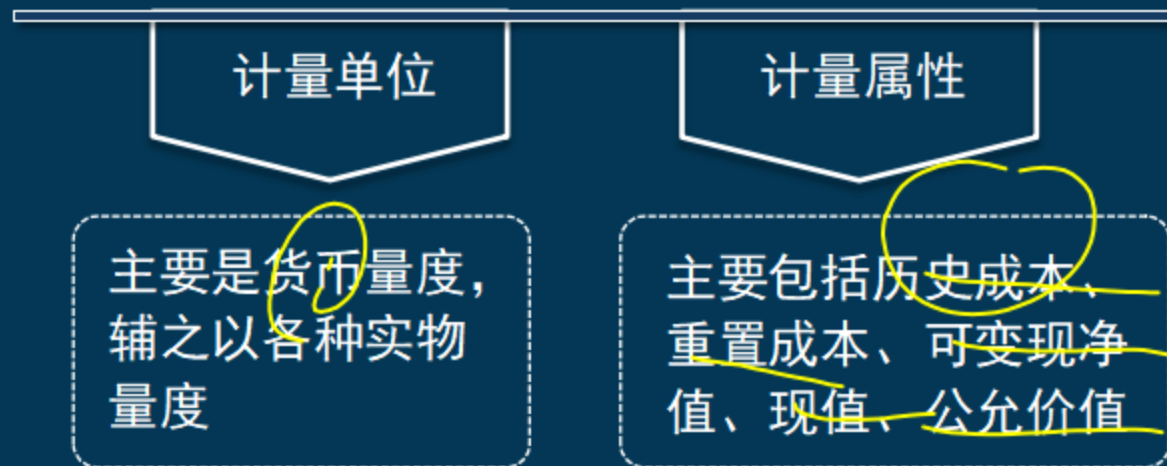 计量单位
计量属性
主要是货币量度，
辅之以各种实物
量度
主要包括历史成本、
重置成本、可变现净
值、现值、公允价值